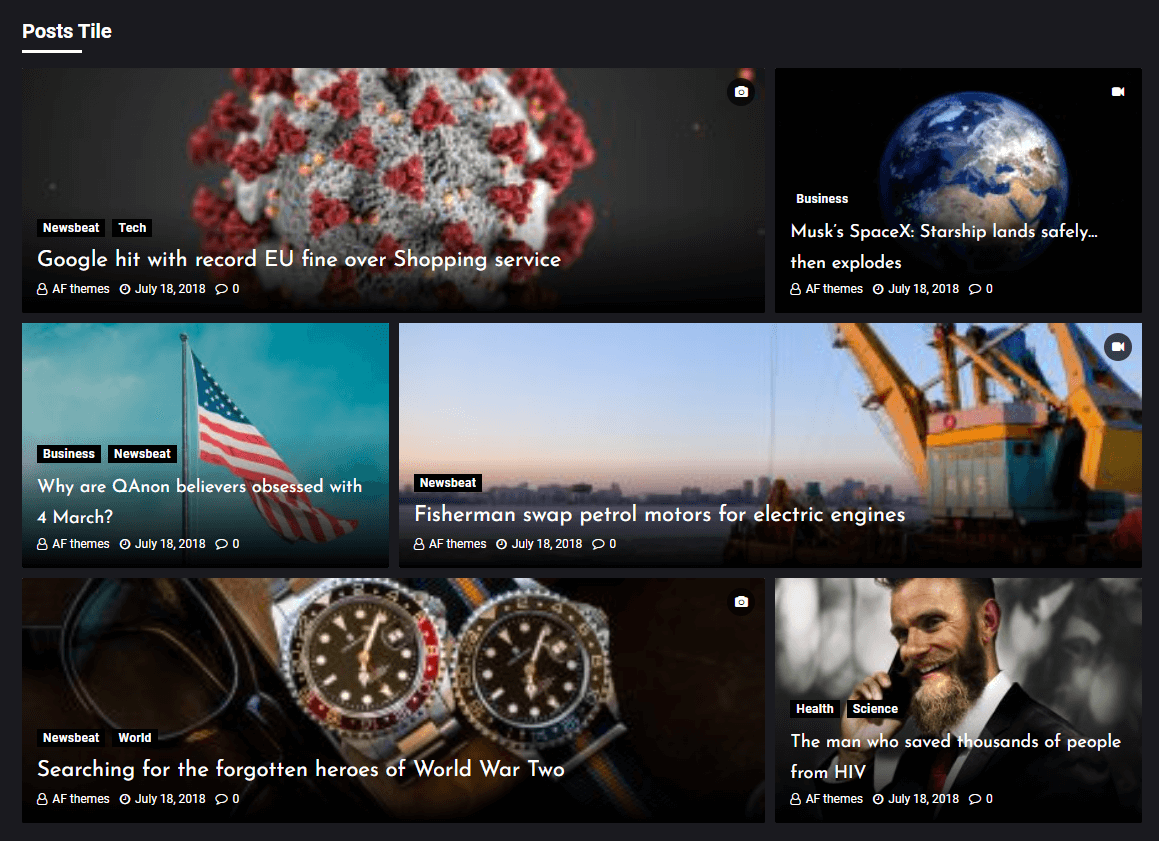 Posts Tile
Newsbeat Tech
Google hit with record EU fine over Shopping service
AF themes July 18, 2018 0
Business
Musk’s SpaceX: Starship lands safely…
then explodes
AF themes July 18, 2018 0
Business Newsbeat
Why are QAnon believers obsessed with
4 March?
AF themes July 18, 2018 0
Newsbeat
Fisherman swap petrol motors for electric engines
AF themes July 18, 2018 0
Newsbeat World
Searching for the forgotten heroes of World War Two
AF themes July 18, 2018 0
Health Science
The man who saved thousands of people
from HIV
AF themes July 18, 2018 0